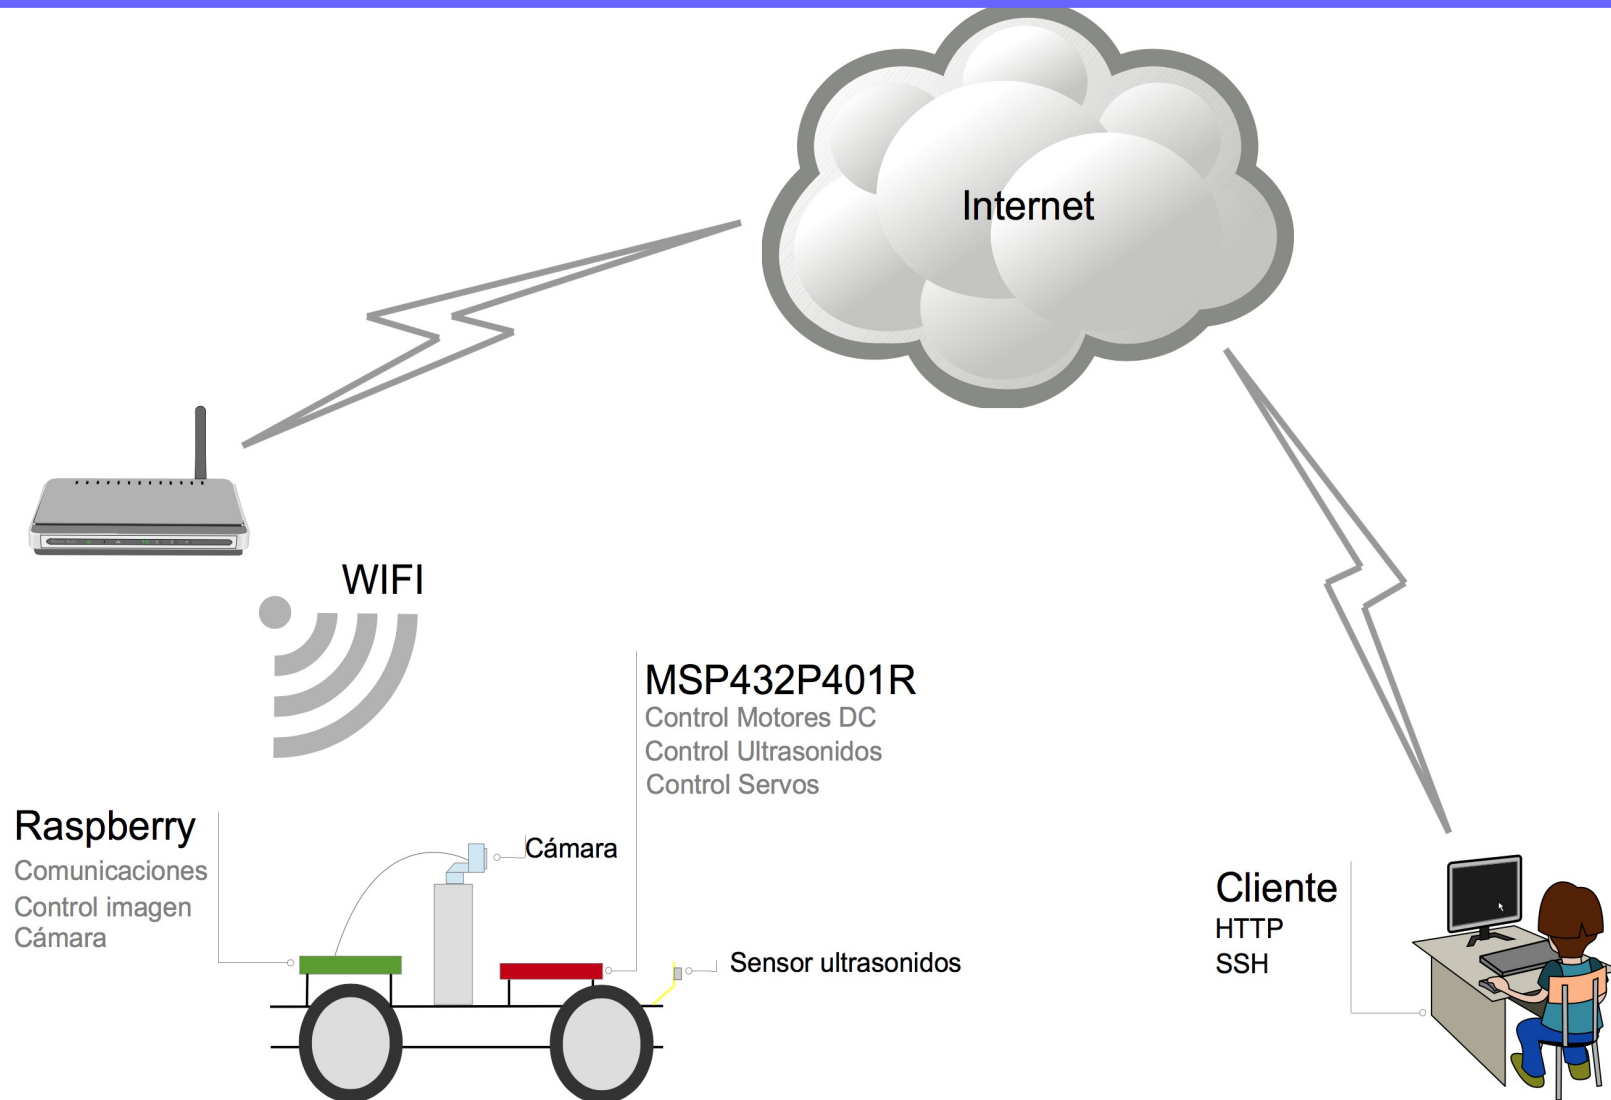 Internet
WIFI
MSP432P401R
Control Motores DC
Control Ultrasonidos
Control Servos
Raspberry
Comunicaciones
Control imagen
Cámara
Cámara
Sensor ultrasonidos
Cliente
HTTP
SSH